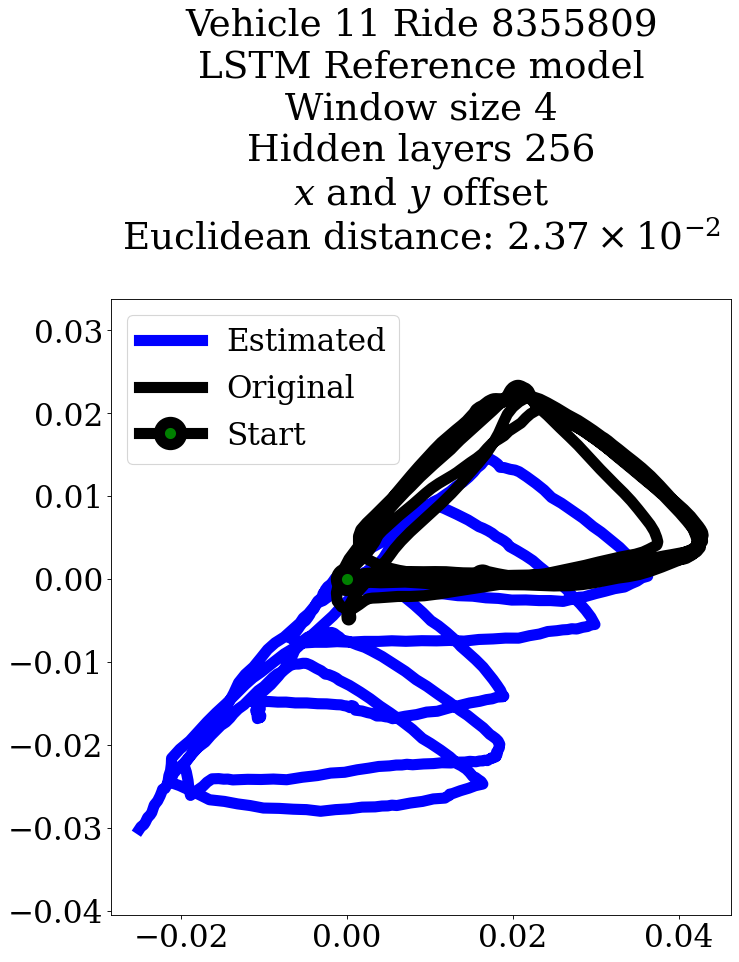 Vehicle 11 Ride 8355809
LSTM Reference model
Window size 4
Hidden layers 256
x and y offset
Euclidean distance: 2.37 × 10⁻²
Estimated
Original
Start
0.03
0.02
0.01
0.00
−0.01
−0.02
−0.03
−0.04
−0.02
0.00
0.02
0.04